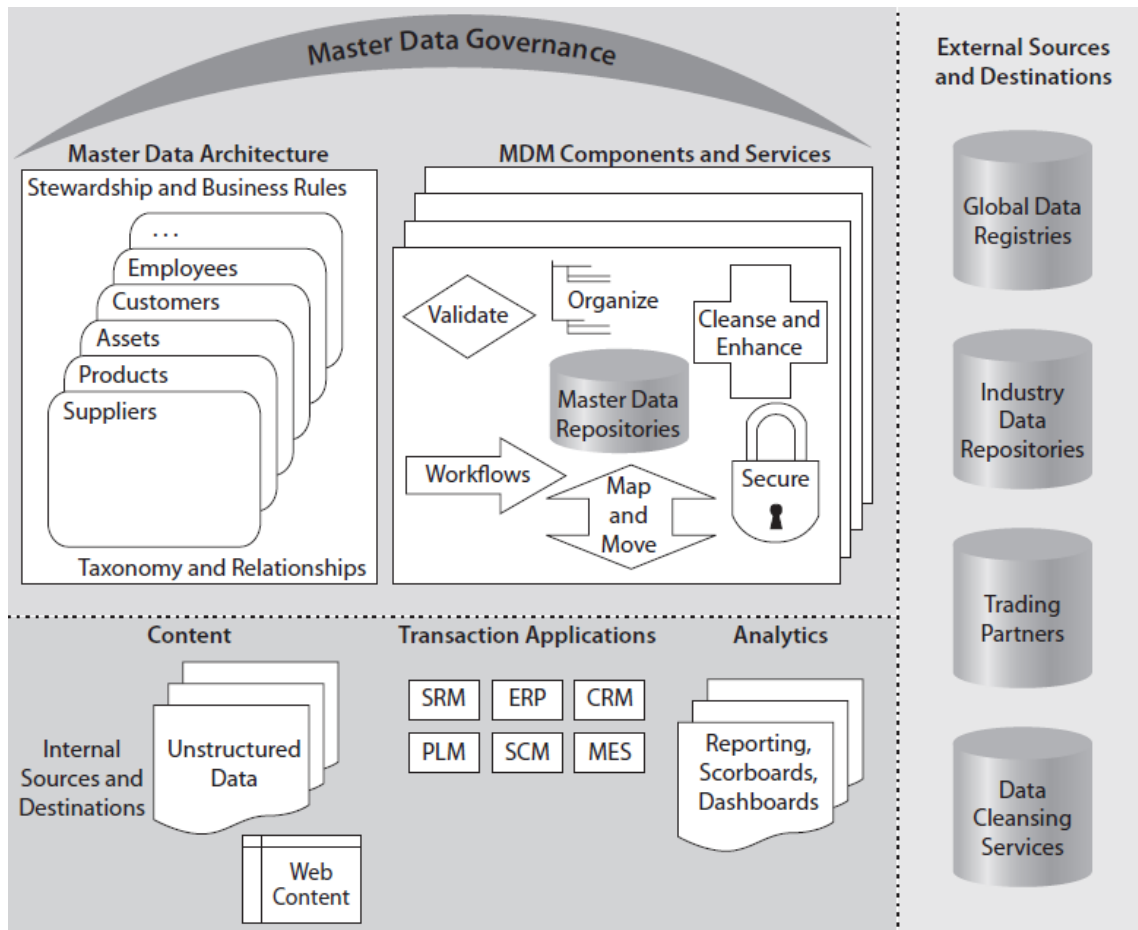 Master Data Governance
Master Data Architecture
Stewardship and Business Rules
...
Employees
Customers
Assets
Products
Suppliers
Taxonomy and Relationships
MDM Components and Services
Validate
Organize
Cleanse and
Enhance
Master Data
Repositories
Workflows
Map
and
Move
Secure
External Sources
and Destinations
Global Data
Registries
Industry
Data
Repositories
Trading
Partners
Data
Cleansing
Services
Internal
Sources and
Destinations
Content
Unstructured
Data
Web
Content
Transaction Applications
SRM
ERP
CRM
PLM
SCM
MES
Analytics
Reporting,
Scorboards,
Dashboards